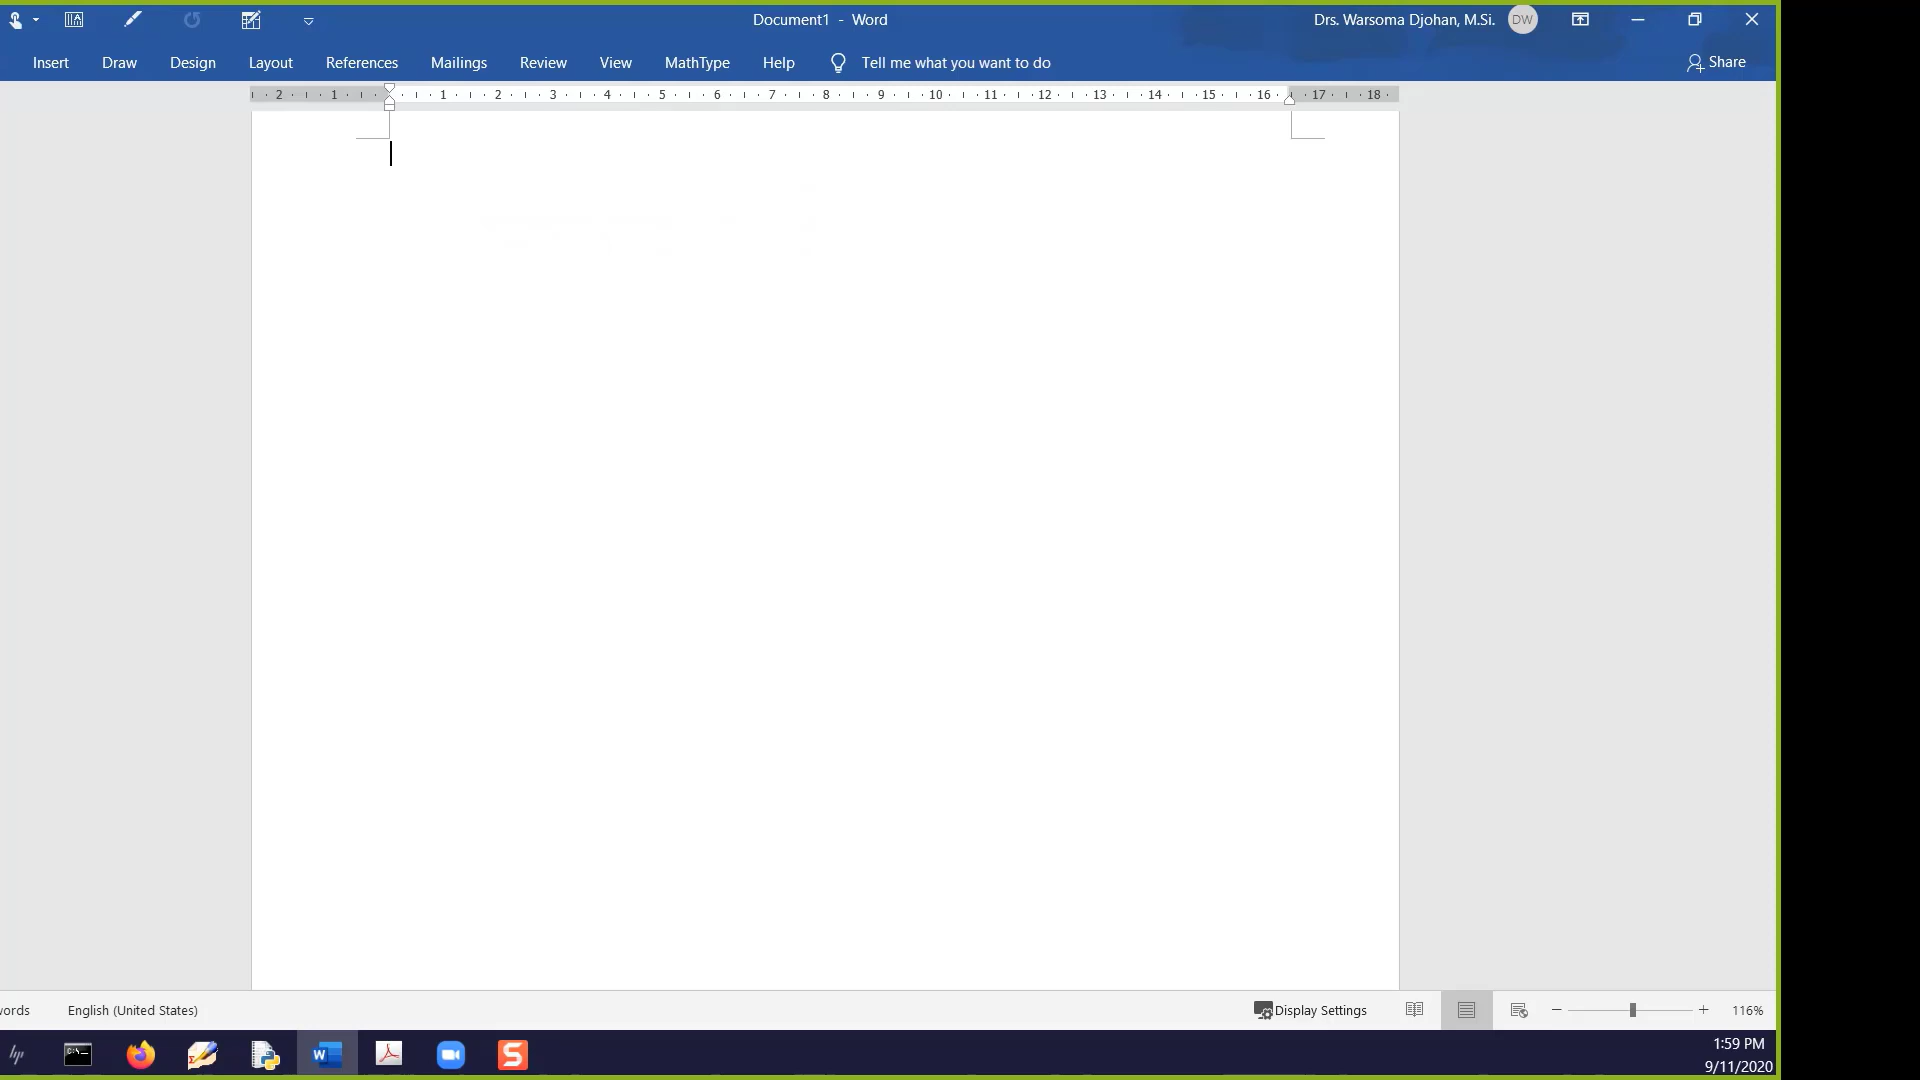 Document1 - Word
Drs. Warsoma Djohan, M.Si.
DW
Insert
Draw
Design
Layout
References
Mailings
Review
View
MathType
Help
Tell me what you want to do
Share
2 1 1 2 3 4 5 6 7 8 9 10 11 12 13 14 15 16 17 18
English (United States)
Display Settings
116%
1:59 PM
9/11/2020